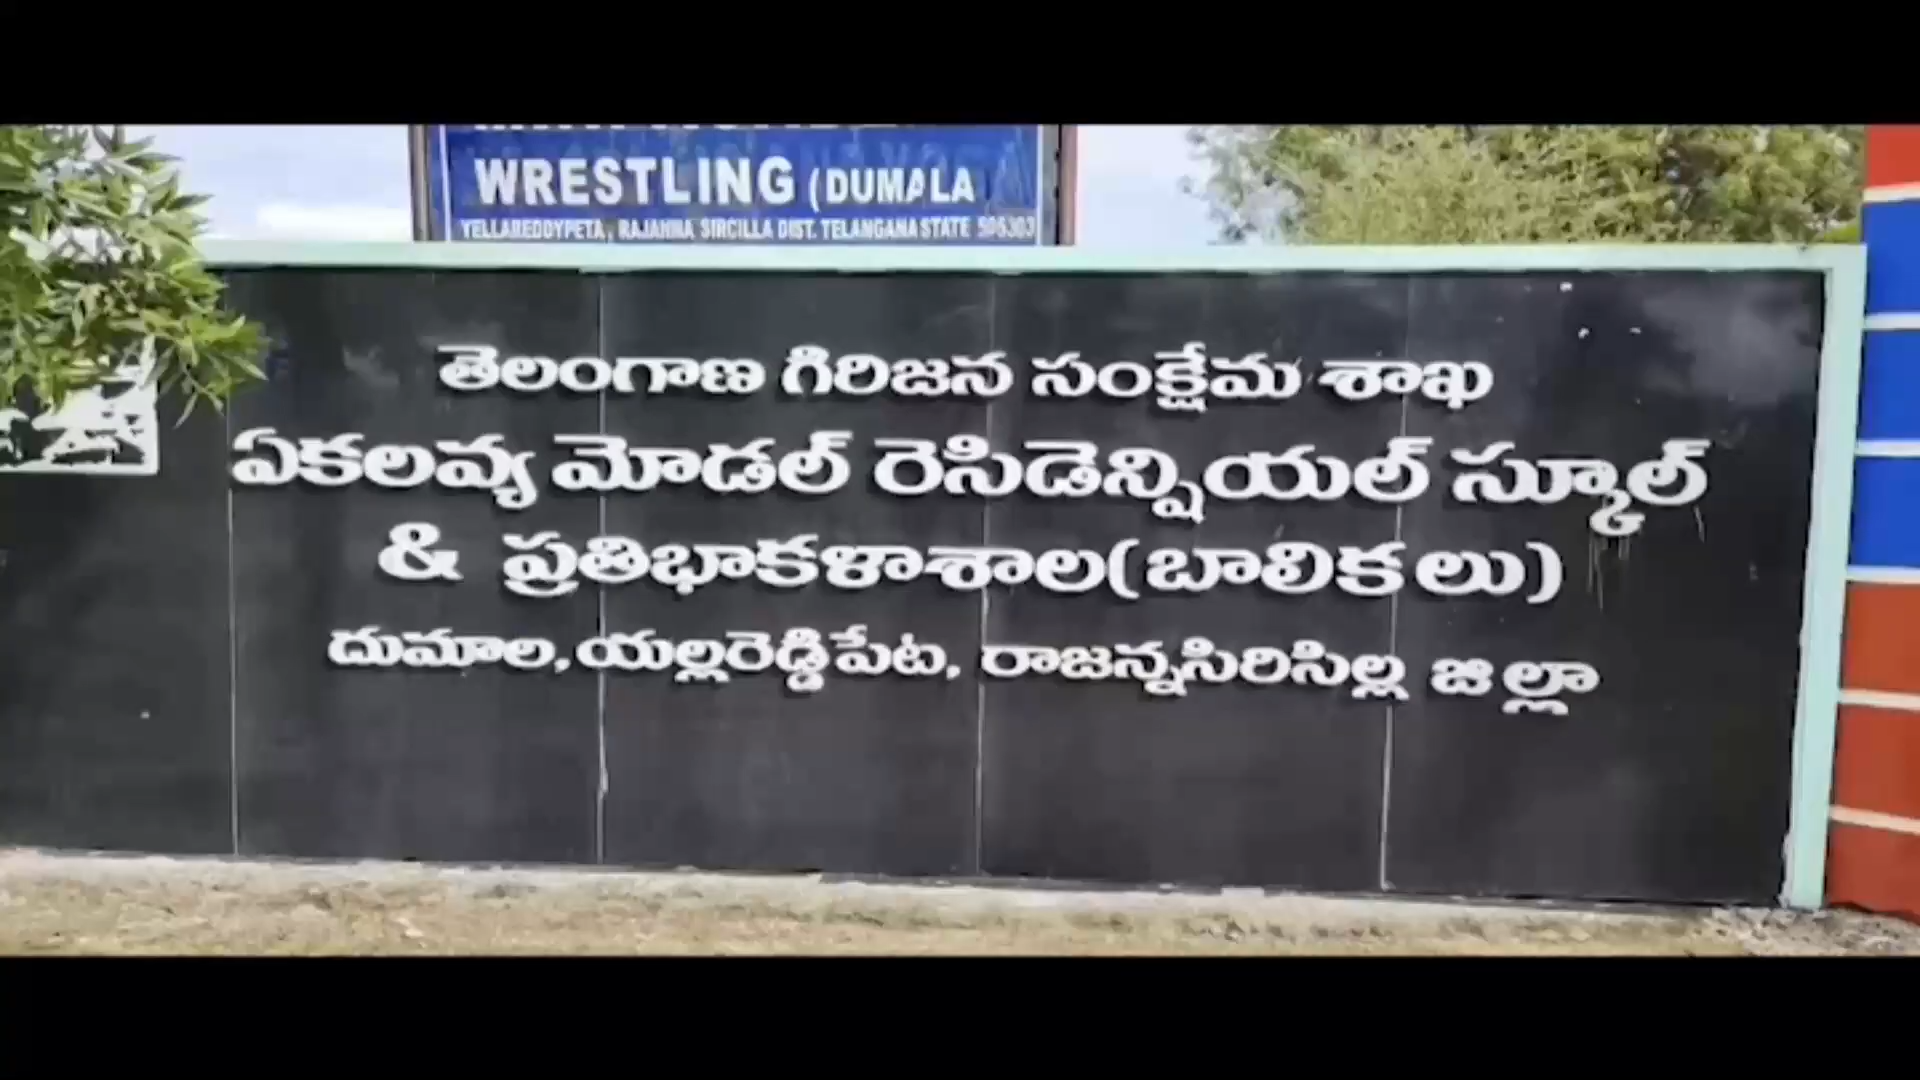 WRESTLING (DUMALA
YELLAREDDYPETA, RAJANNA SIRCILLA DIST. TELANGANA STATE 505303
తెలంగాణ గిరిజన సంక్షేమ శాఖ
ఏకలవ్య మోడల్ రెసిడెన్షియల్ స్కూల్
& ప్రతిభాకళాశాల(బాలికలు)
దుమాల, యల్లరెడ్డిపేట, రాజన్నసిరిసిల్ల జిల్లా